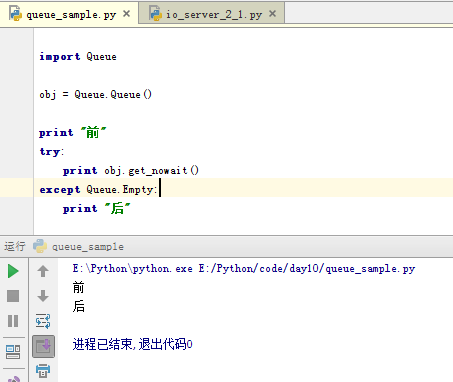 queue_sample.py × io_server_2_1.py ×
import Queue
obj = Queue.Queue()
print "前"
try:
    print obj.get_nowait()
except Queue.Empty:
    print "后"
运行 queue_sample
E:\Python\python.exe E:/Python/code/day10/queue_sample.py
前
后
进程已结束,退出代码0